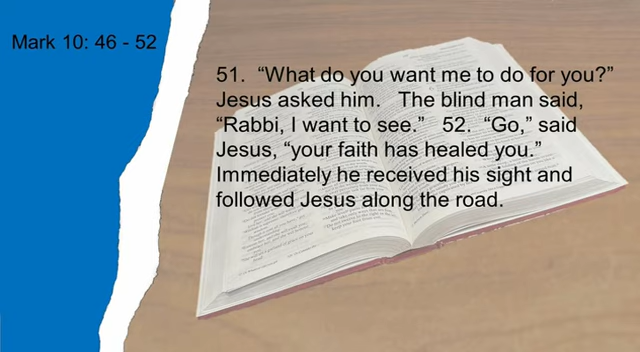 Mark 10: 46 - 52
51.  “What do you want me to do for you?”
Jesus asked him.   The blind man said,
“Rabbi, I want to see.”   52.  “Go,” said
Jesus, “your faith has healed you.”
Immediately he received his sight and
followed Jesus along the road.